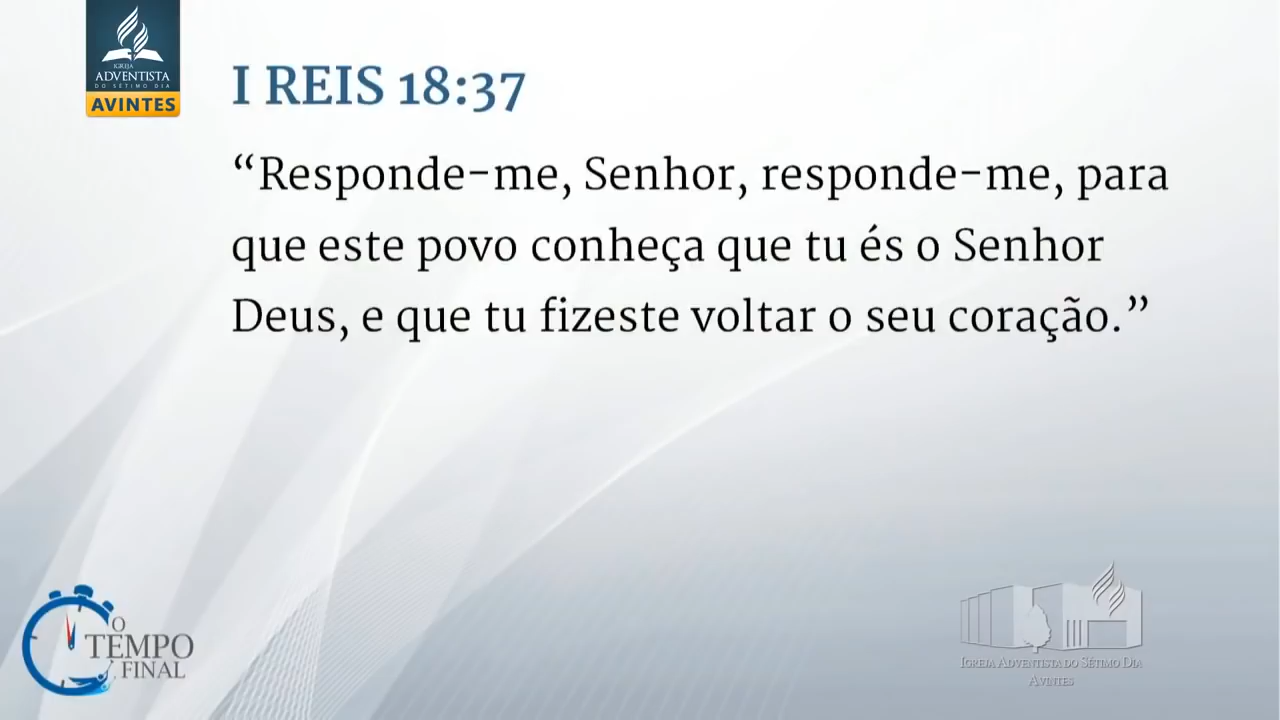 IGREJA
ADVENTISTA
DO SÉTIMO DIA
AVINTES
I REIS 18:37
“Responde-me, Senhor, responde-me, para
que este povo conheça que tu és o Senhor
Deus, e que tu fizeste voltar o seu coração.”
O
TEMPO
FINAL
IGREJA ADVENTISTA DO SÉTIMO DIA
AVINTES